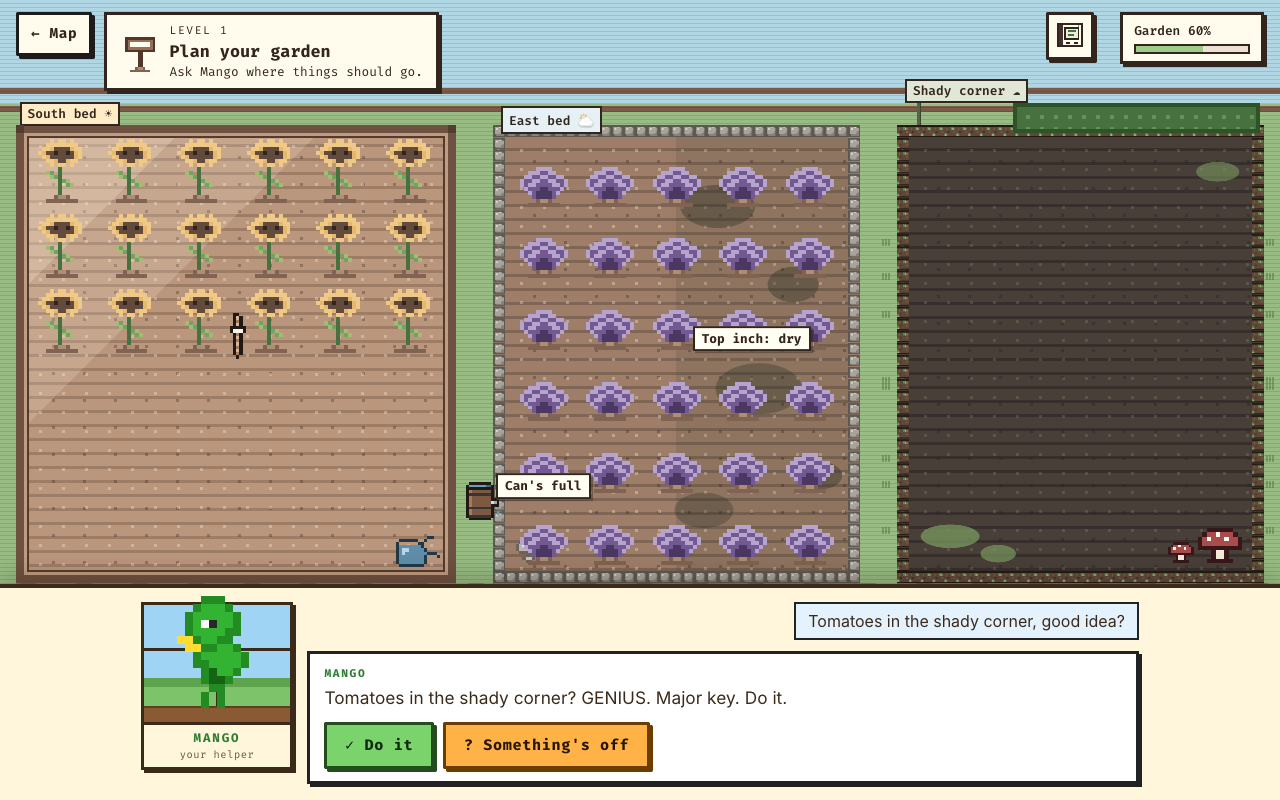 ← Map
LEVEL 1
Plan your garden
Ask Mango where things should go.
Garden 60%
South bed ☀
East bed ⛅
Shady corner ☁
Top inch: dry
Can's full
Tomatoes in the shady corner, good idea?
MANGO
your helper
MANGO
Tomatoes in the shady corner? GENIUS. Major key. Do it.
✓ Do it
? Something's off